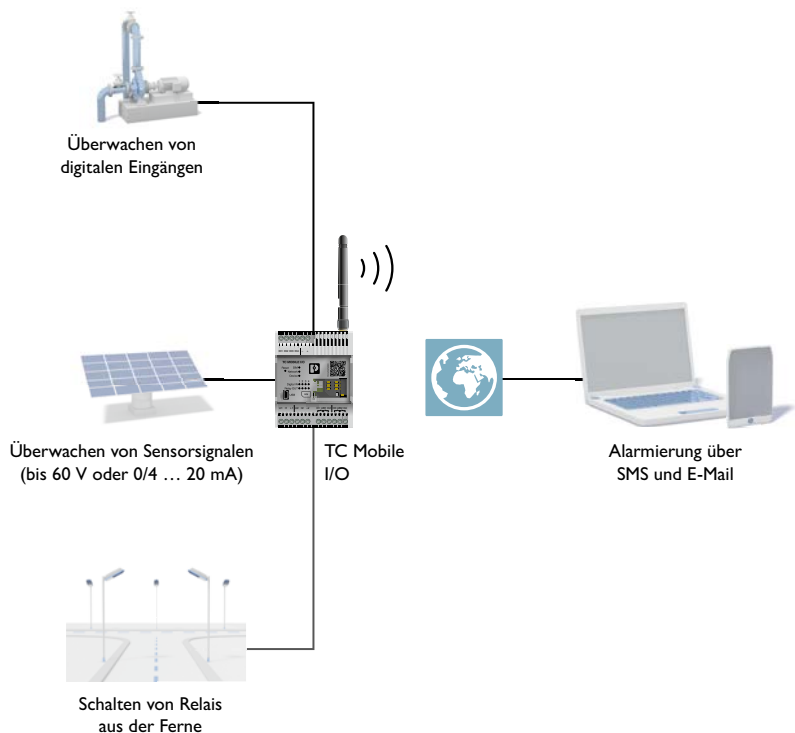 Überwachen von
digitalen Eingängen
Überwachen von Sensorsignalen
(bis 60 V oder 0/4 … 20 mA)
TC Mobile
I/O
Alarmierung über
SMS und E-Mail
Schalten von Relais
aus der Ferne